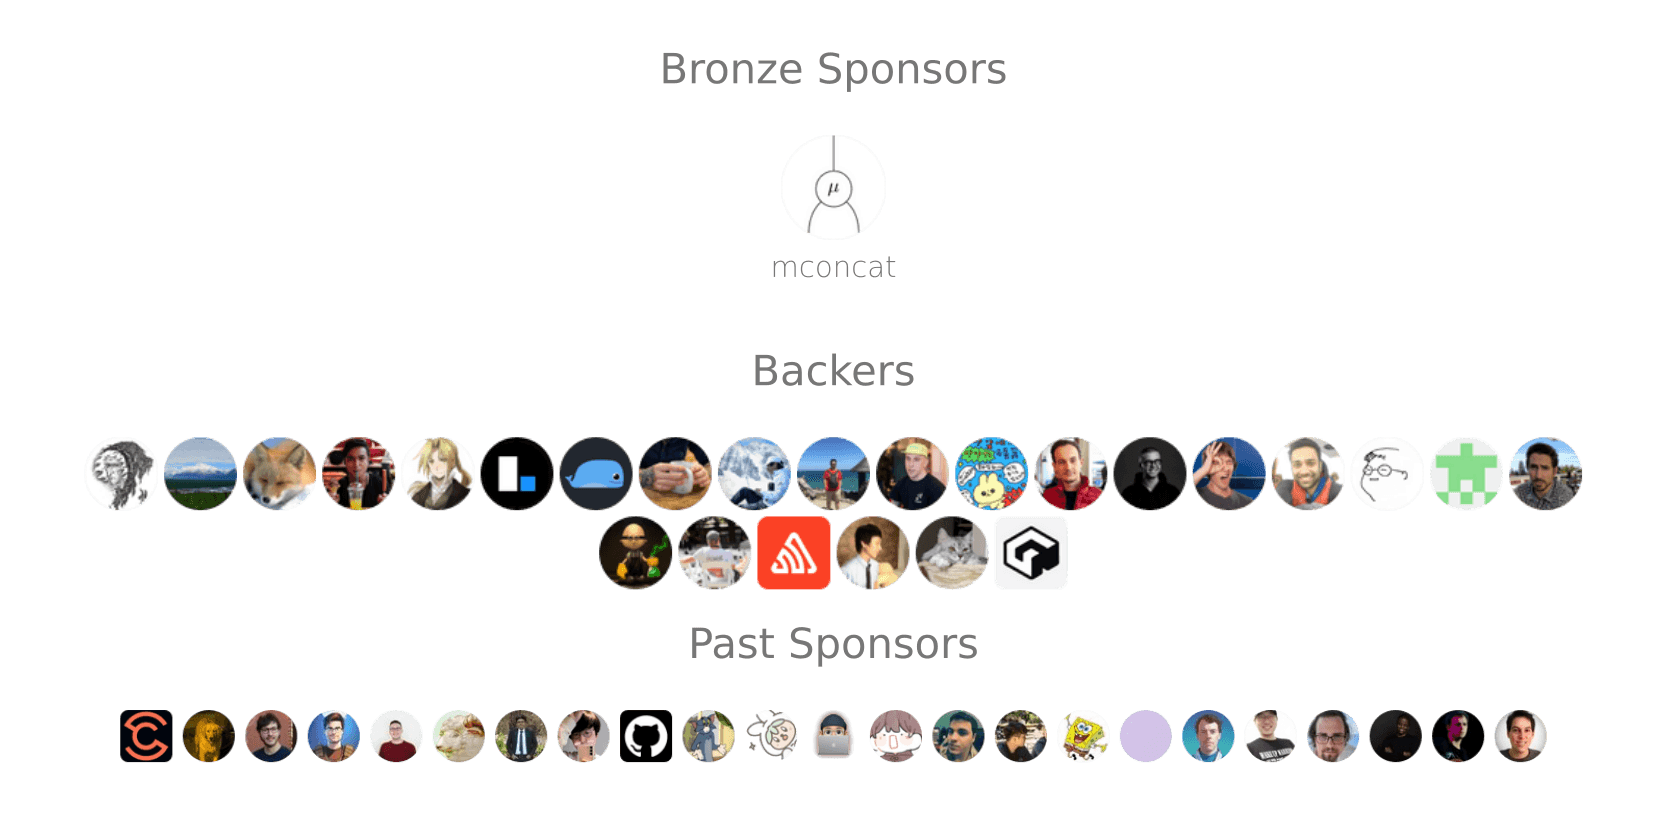 Bronze Sponsors
μ
mconcat
Backers
Past Sponsors